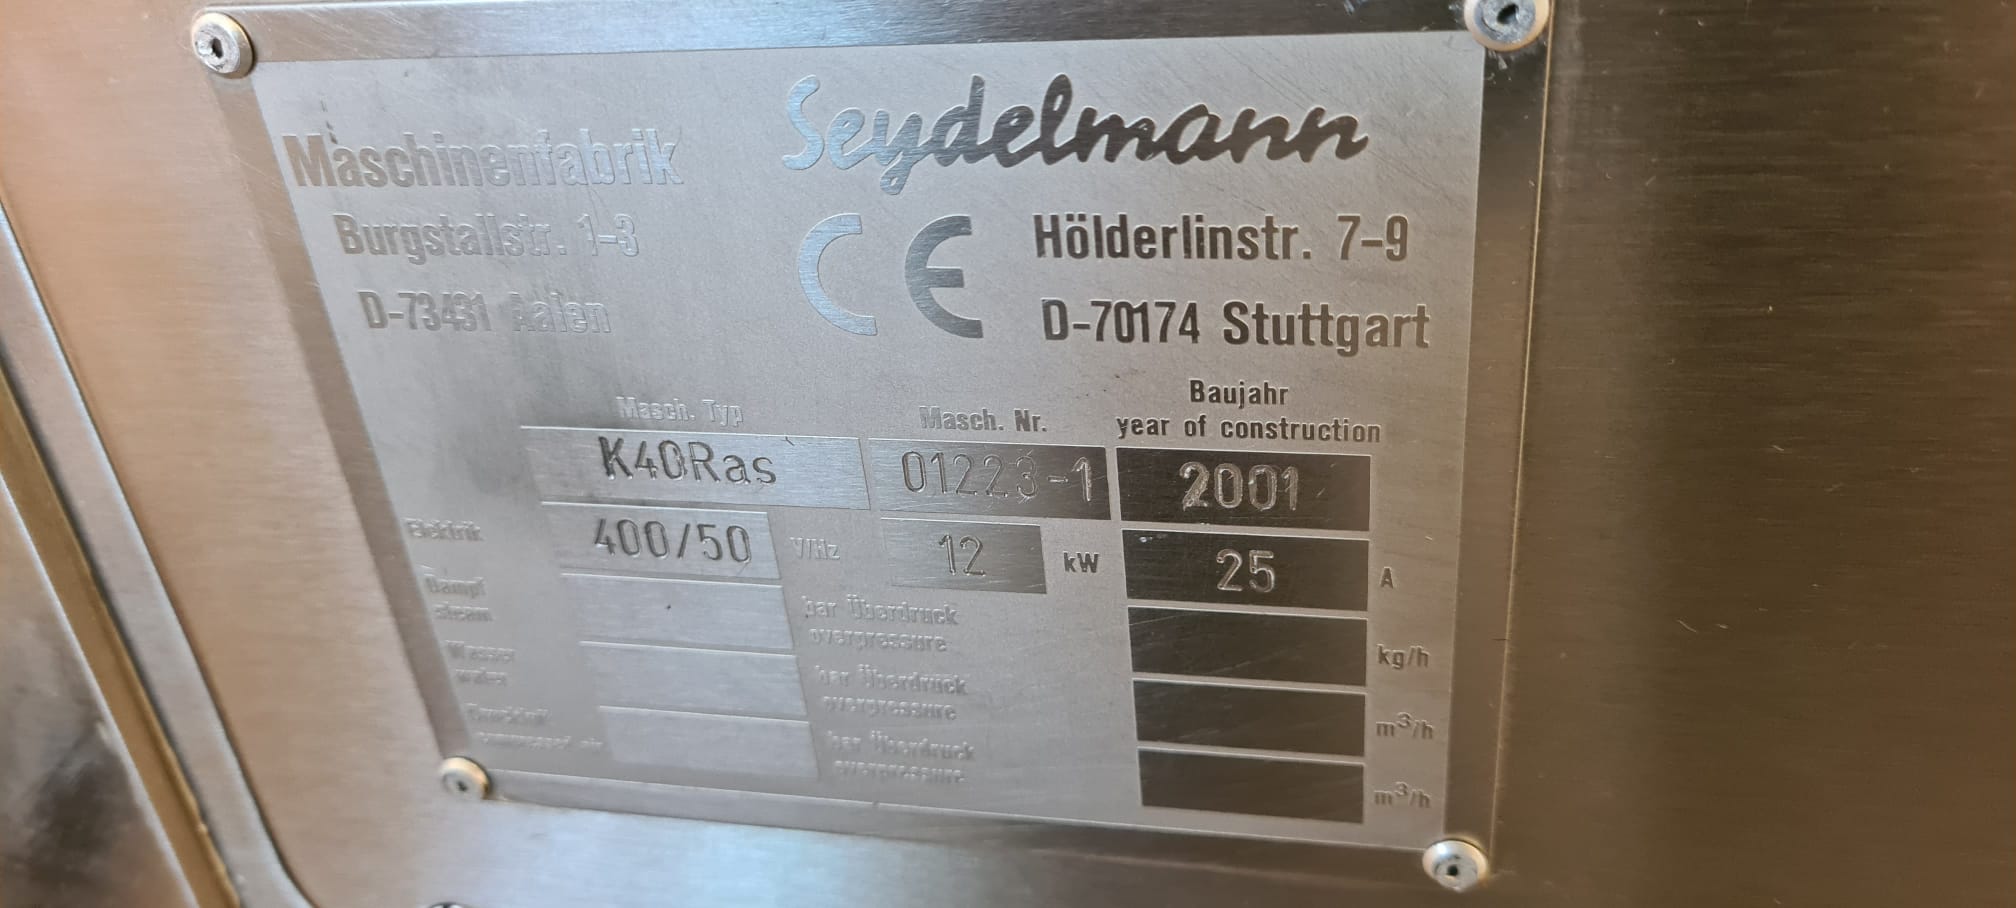 Seydelmann
Maschinenfabrik
Burgstallstr. 1-3
D-73431 Aalen
CE
Hölderlinstr. 7-9
D-70174 Stuttgart
Masch. Typ
Masch. Nr.
Baujahr
year of construction
K40Ras
01223-1
2001
Elektrik
400/50
V/Hz
12
kW
25
A
Dampf
steam
bar Überdruck
overpressure
kg/h
Wasser
water
bar Überdruck
overpressure
m³/h
Druckluft
compressed air
bar Überdruck
overpressure
m³/h